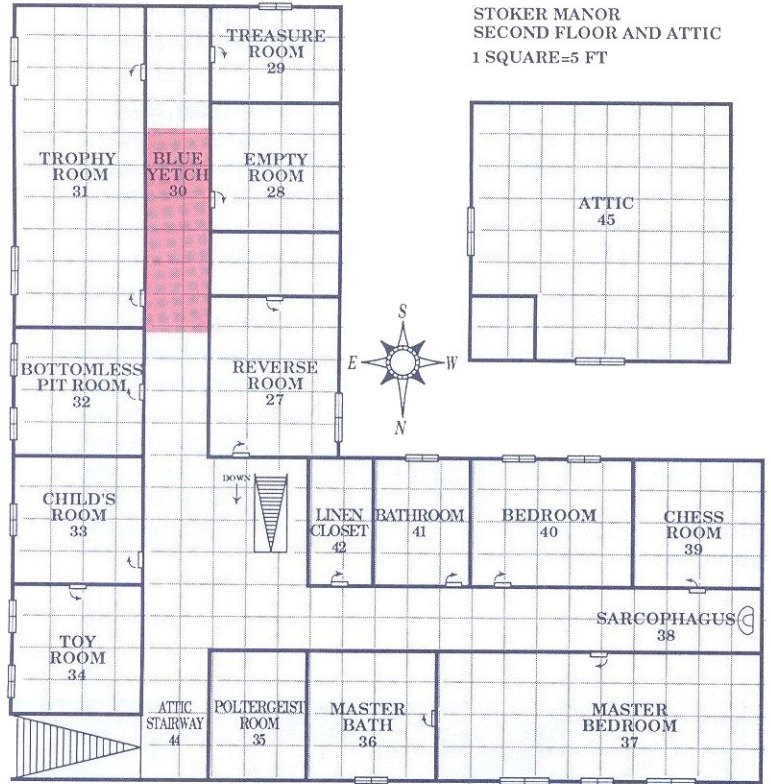 STOKER MANOR
SECOND FLOOR AND ATTIC
1 SQUARE=5 FT
TREASURE
ROOM
29
TROPHY
ROOM
31
BLUE
YETCH
30
EMPTY
ROOM
28
ATTIC
45
S
E
W
N
BOTTOMLESS
PIT ROOM
32
REVERSE
ROOM
27
CHILD'S
ROOM
33
DOWN
LINEN
CLOSET
42
BATHROOM
41
BEDROOM
40
CHESS
ROOM
39
SARCOPHAGUS
38
TOY
ROOM
34
ATTIC
STAIRWAY
44
POLTERGEIST
ROOM
35
MASTER
BATH
36
MASTER
BEDROOM
37